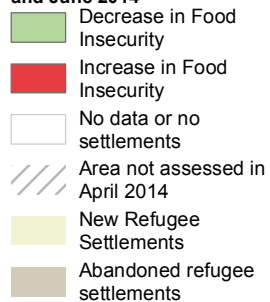 and June 2014
Decrease in Food
Insecurity
Increase in Food
Insecurity
No data or no
settlements
Area not assessed in
April 2014
New Refugee
Settlements
Abandoned refugee
settlements